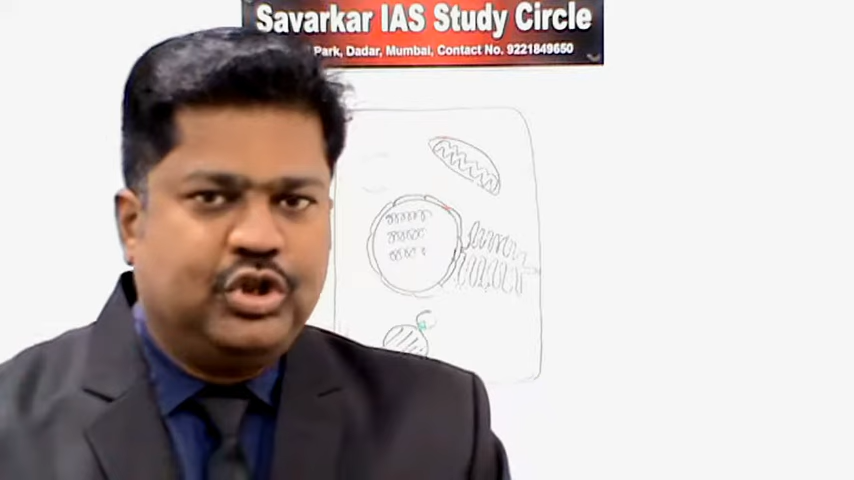 Savarkar IAS Study Circle
Park, Dadar, Mumbai, Contact No. 9221849650